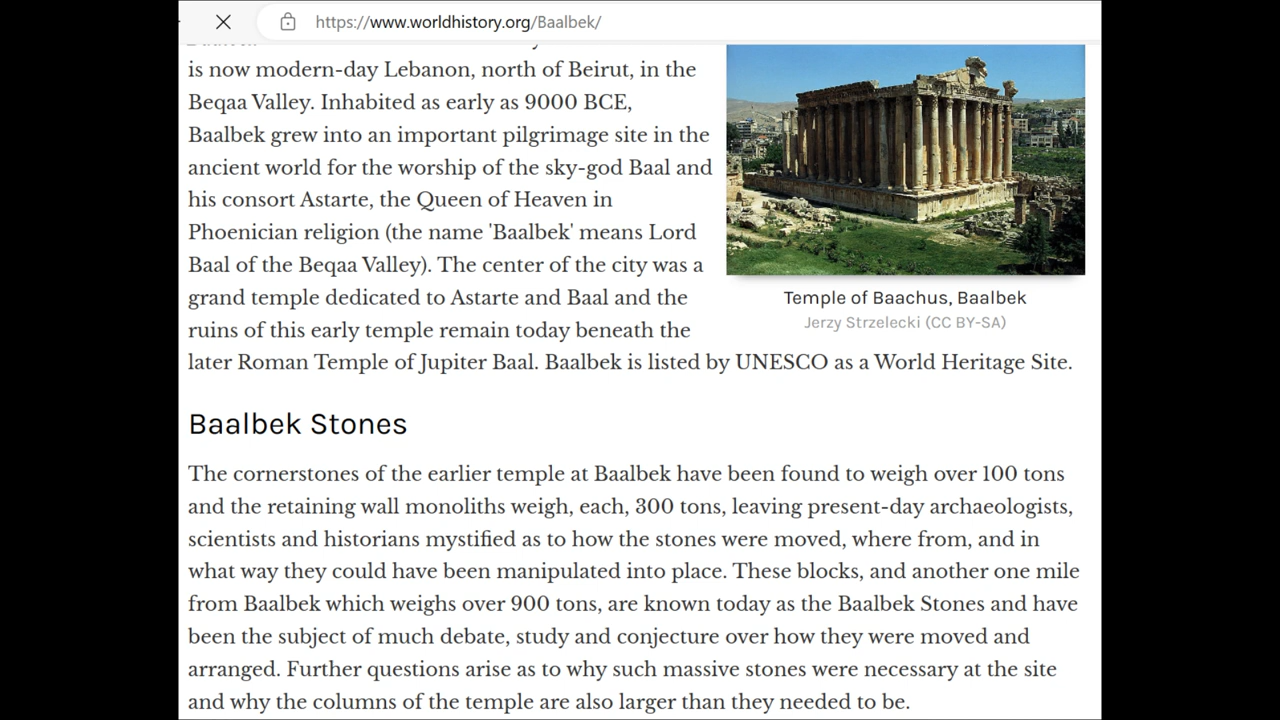 https://www.worldhistory.org/Baalbek/
is now modern-day Lebanon, north of Beirut, in the
Beqaa Valley. Inhabited as early as 9000 BCE,
Baalbek grew into an important pilgrimage site in the
ancient world for the worship of the sky-god Baal and
his consort Astarte, the Queen of Heaven in
Phoenician religion (the name 'Baalbek' means Lord
Baal of the Beqaa Valley). The center of the city was a
grand temple dedicated to Astarte and Baal and the
ruins of this early temple remain today beneath the
later Roman Temple of Jupiter Baal. Baalbek is listed by UNESCO as a World Heritage Site.
Temple of Baachus, Baalbek
Jerzy Strzelecki (CC BY-SA)
Baalbek Stones
The cornerstones of the earlier temple at Baalbek have been found to weigh over 100 tons
and the retaining wall monoliths weigh, each, 300 tons, leaving present-day archaeologists,
scientists and historians mystified as to how the stones were moved, where from, and in
what way they could have been manipulated into place. These blocks, and another one mile
from Baalbek which weighs over 900 tons, are known today as the Baalbek Stones and have
been the subject of much debate, study and conjecture over how they were moved and
arranged. Further questions arise as to why such massive stones were necessary at the site
and why the columns of the temple are also larger than they needed to be.